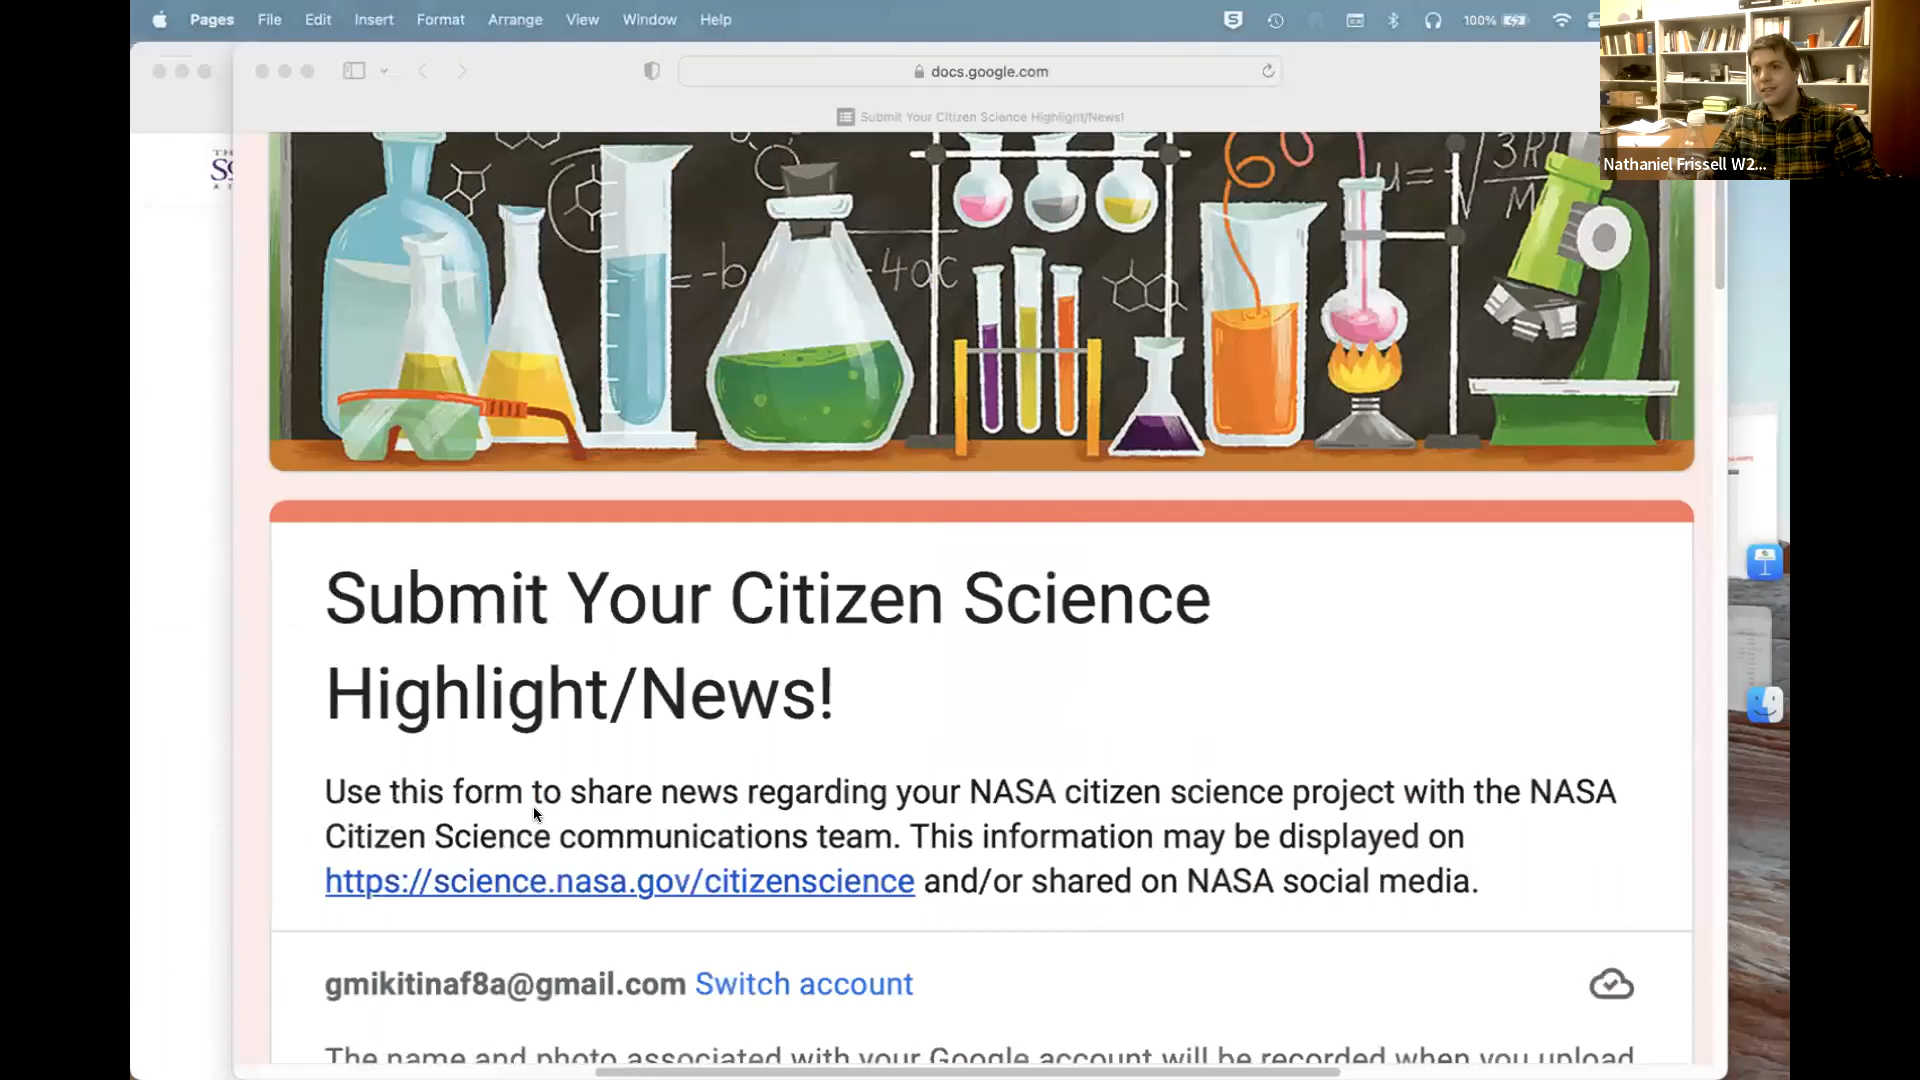 Pages File Edit Insert Format Arrange View Window Help 100%
docs.google.com
Submit Your Citizen Science Highlight/News!
Nathaniel Frissell W2...
= -b -4ac
μ = √3R
M
Submit Your Citizen Science
Highlight/News!
Use this form to share news regarding your NASA citizen science project with the NASA
Citizen Science communications team. This information may be displayed on
https://science.nasa.gov/citizenscience and/or shared on NASA social media.
gmikitinaf8a@gmail.com Switch account
The name and photo associated with your Google account will be recorded when you upload